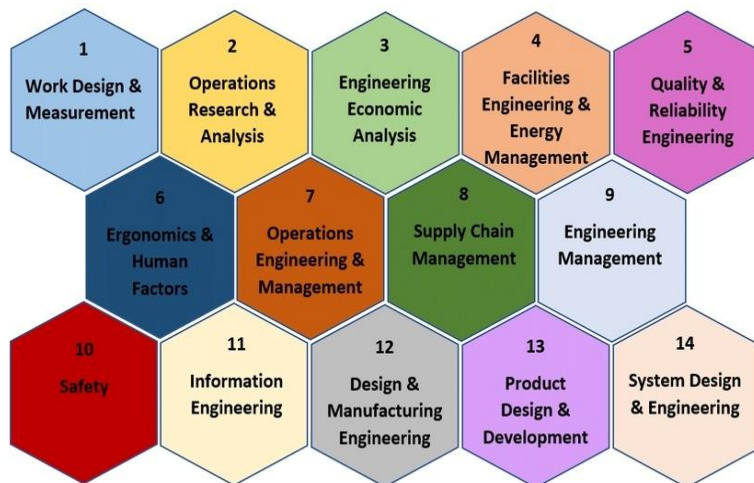 1
Work Design &
Measurement
2
Operations
Research &
Analysis
3
Engineering
Economic
Analysis
4
Facilities
Engineering &
Energy
Management
5
Quality &
Reliability
Engineering
6
Ergonomics &
Human
Factors
7
Operations
Engineering &
Management
8
Supply Chain
Management
9
Engineering
Management
10
Safety
11
Information
Engineering
12
Design &
Manufacturing
Engineering
13
Product
Design &
Development
14
System Design
& Engineering